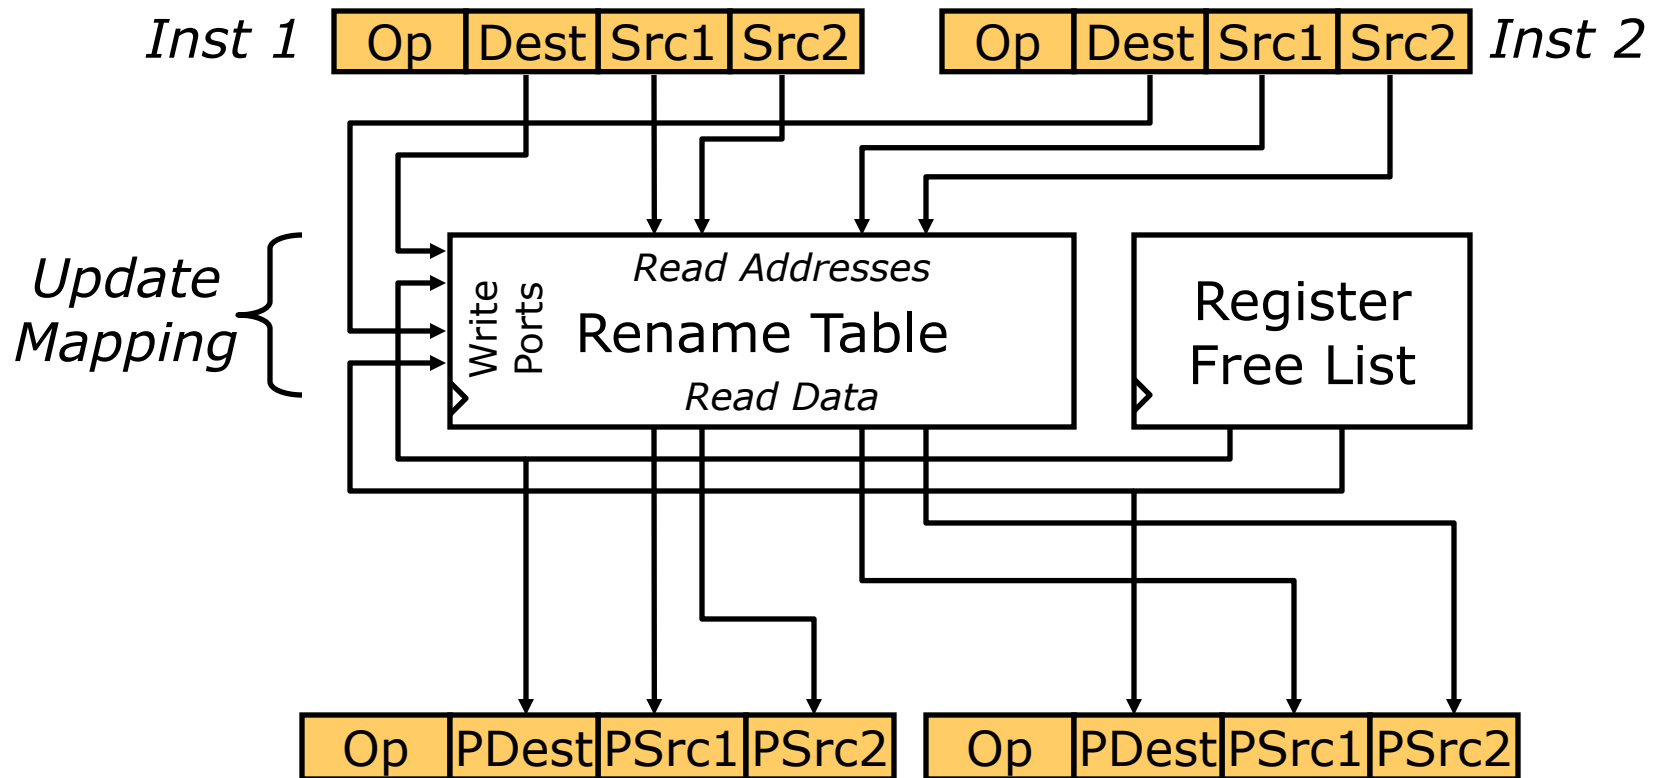 Inst 1
Op Dest Src1 Src2
Op Dest Src1 Src2
Inst 2
Update
Mapping
Write
Ports
Read Addresses
Rename Table
Read Data
Register
Free List
Op PDest PSrc1 PSrc2
Op PDest PSrc1 PSrc2